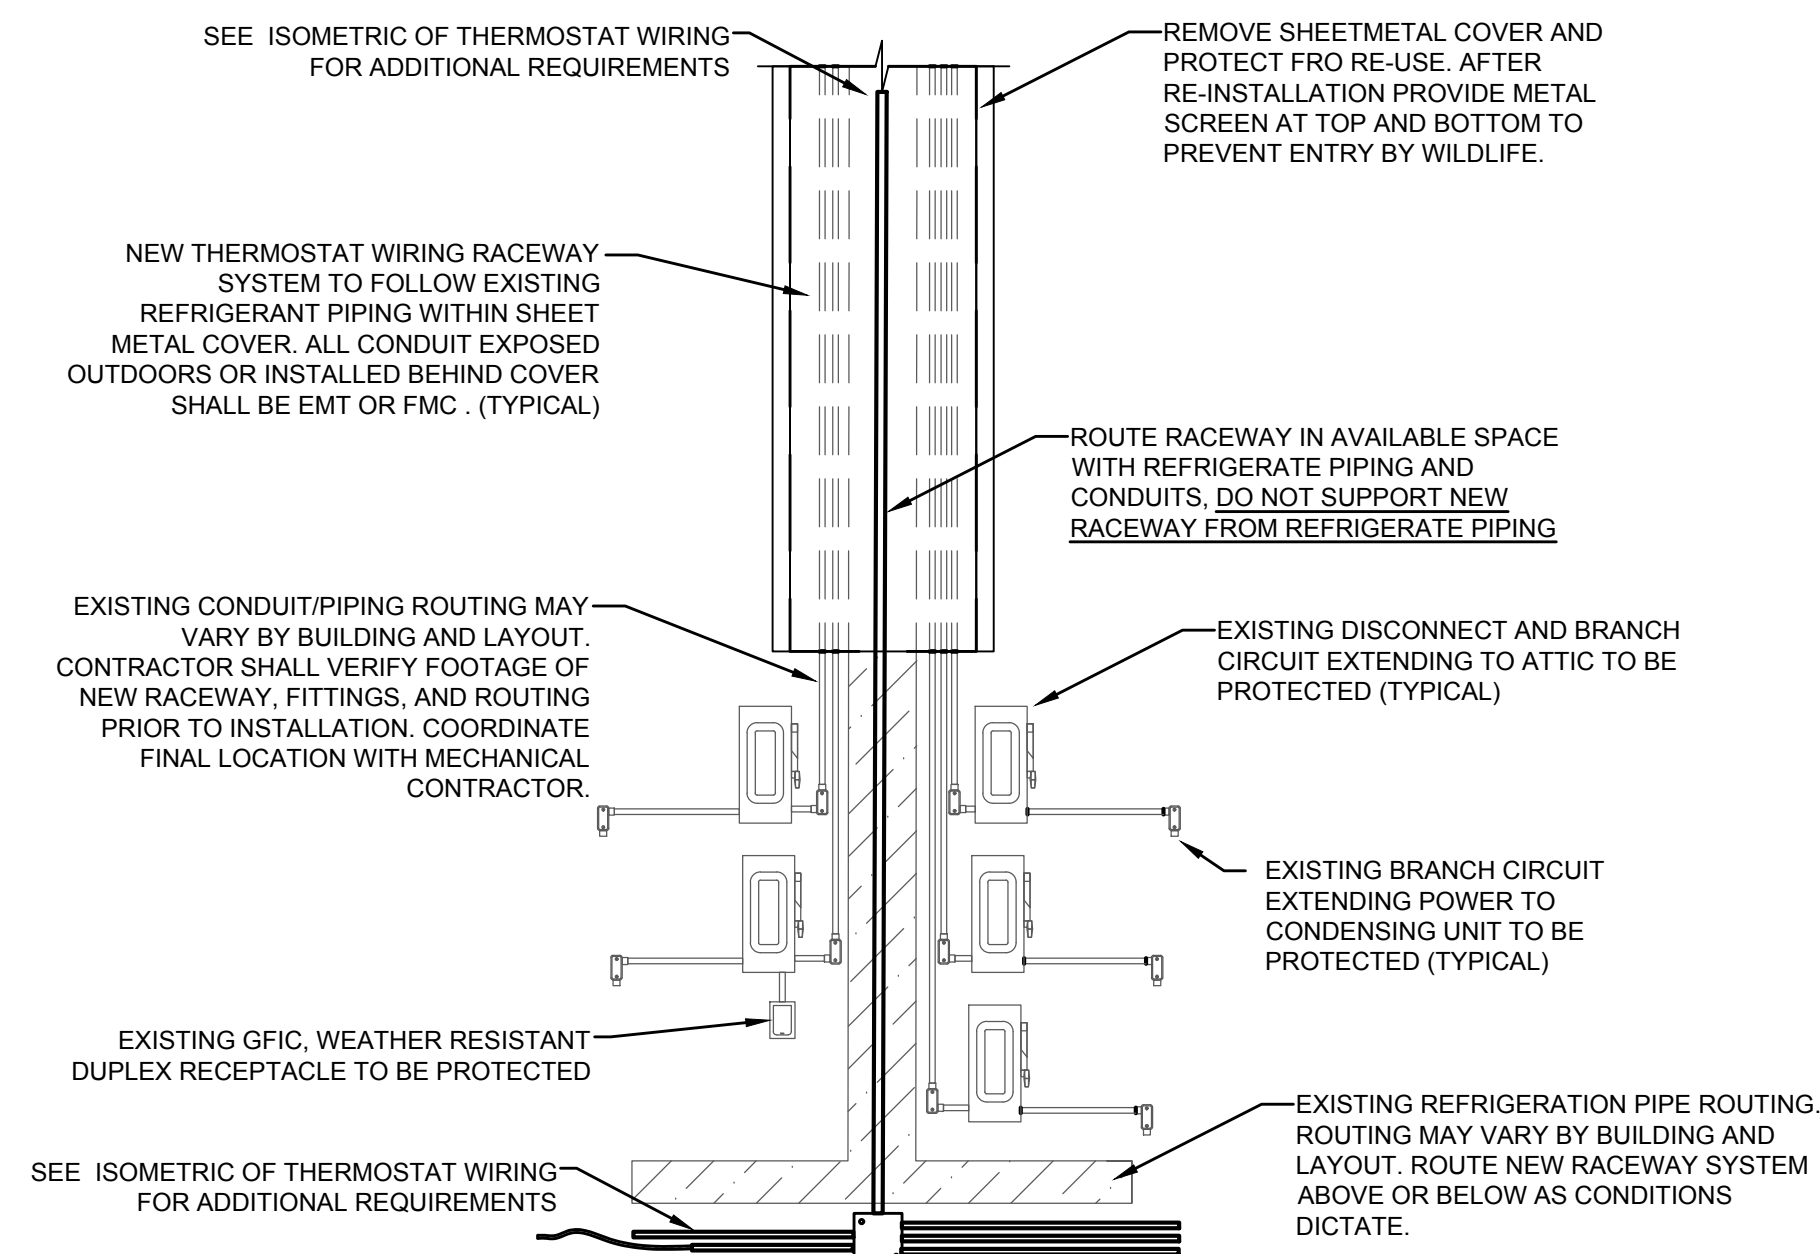 SEE ISOMETRIC OF THERMOSTAT WIRING
FOR ADDITIONAL REQUIREMENTS
REMOVE SHEETMETAL COVER AND
PROTECT FRO RE-USE. AFTER
RE-INSTALLATION PROVIDE METAL
SCREEN AT TOP AND BOTTOM TO
PREVENT ENTRY BY WILDLIFE.
NEW THERMOSTAT WIRING RACEWAY
SYSTEM TO FOLLOW EXISTING
REFRIGERANT PIPING WITHIN SHEET
METAL COVER. ALL CONDUIT EXPOSED
OUTDOORS OR INSTALLED BEHIND COVER
SHALL BE EMT OR FMC . (TYPICAL)
ROUTE RACEWAY IN AVAILABLE SPACE
WITH REFRIGERATE PIPING AND
CONDUITS, DO NOT SUPPORT NEW
RACEWAY FROM REFRIGERATE PIPING
EXISTING CONDUIT/PIPING ROUTING MAY
VARY BY BUILDING AND LAYOUT.
CONTRACTOR SHALL VERIFY FOOTAGE OF
NEW RACEWAY, FITTINGS, AND ROUTING
PRIOR TO INSTALLATION. COORDINATE
FINAL LOCATION WITH MECHANICAL
CONTRACTOR.
EXISTING DISCONNECT AND BRANCH
CIRCUIT EXTENDING TO ATTIC TO BE
PROTECTED (TYPICAL)
EXISTING BRANCH CIRCUIT
EXTENDING POWER TO
CONDENSING UNIT TO BE
PROTECTED (TYPICAL)
EXISTING GFIC, WEATHER RESISTANT
DUPLEX RECEPTACLE TO BE PROTECTED
EXISTING REFRIGERATION PIPE ROUTING.
ROUTING MAY VARY BY BUILDING AND
LAYOUT. ROUTE NEW RACEWAY SYSTEM
ABOVE OR BELOW AS CONDITIONS
DICTATE.
SEE ISOMETRIC OF THERMOSTAT WIRING
FOR ADDITIONAL REQUIREMENTS